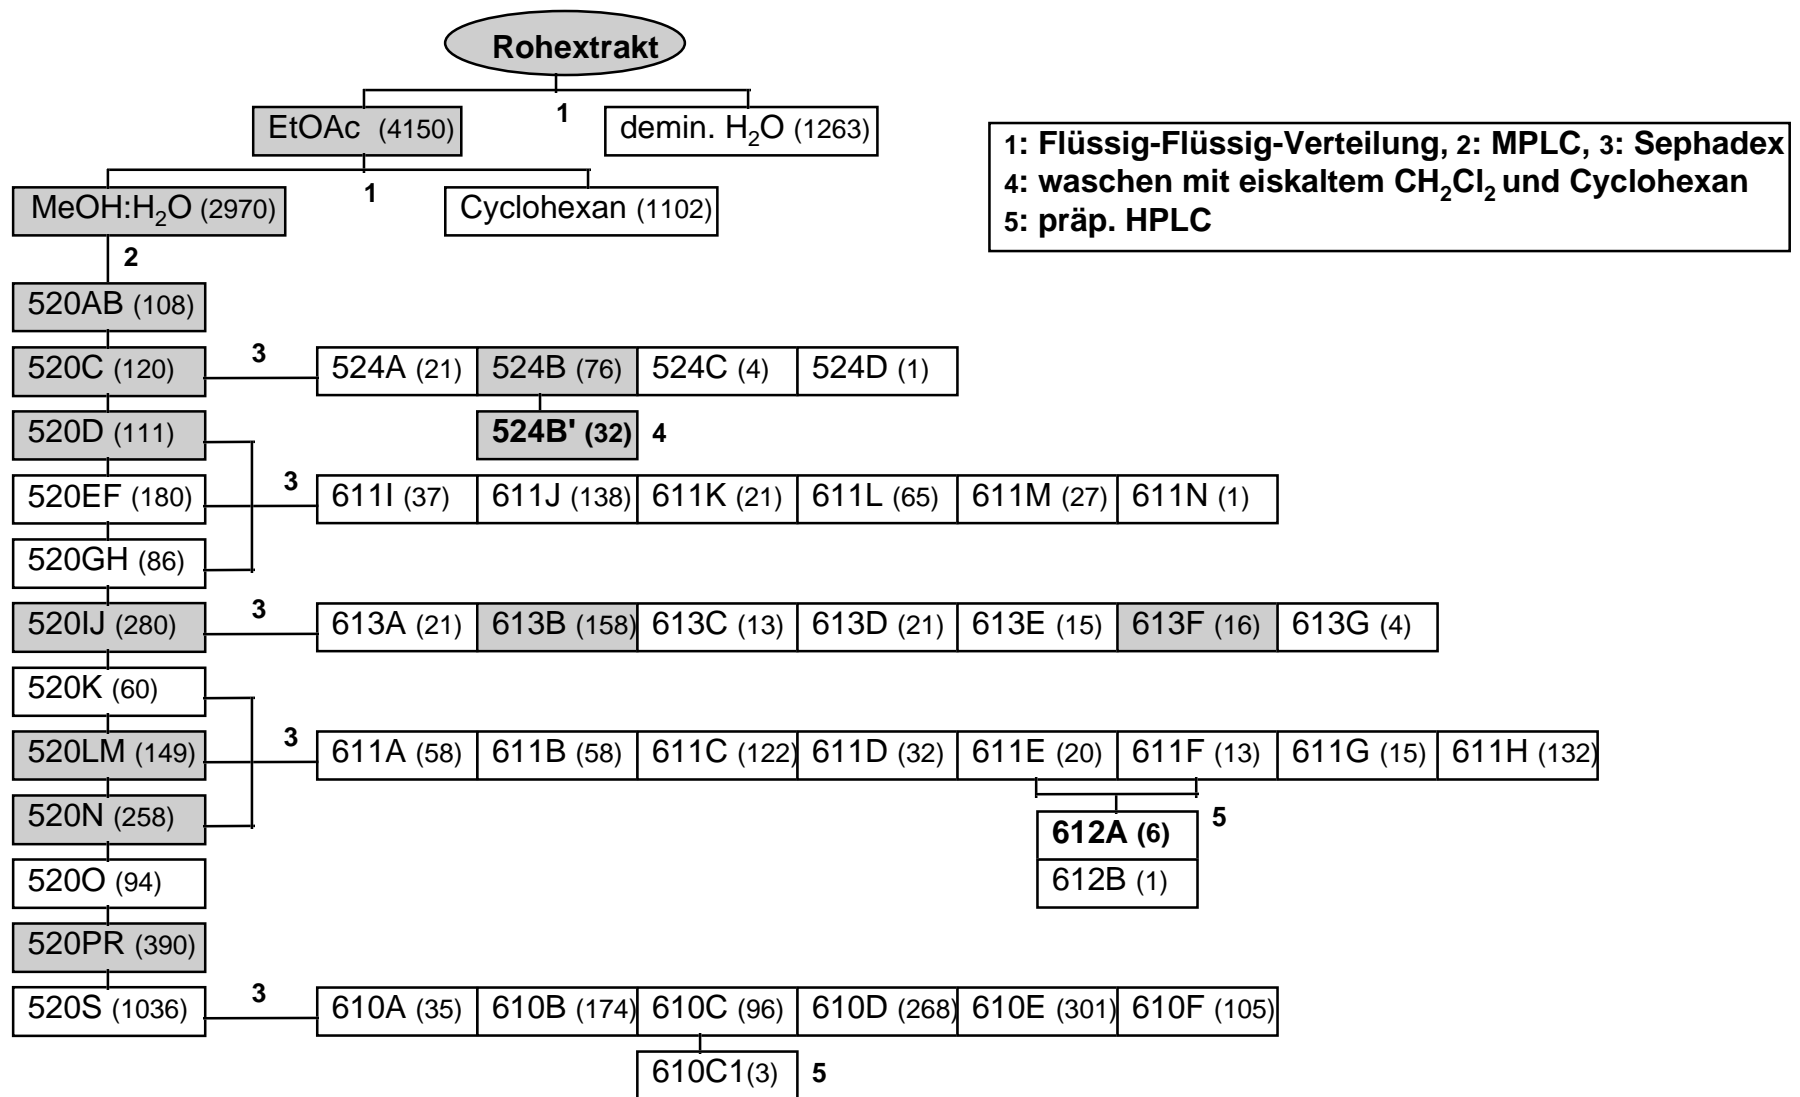 Rohextrakt
1
EtOAc (4150) demin. H₂O (1263)
1: Flüssig-Flüssig-Verteilung, 2: MPLC, 3: Sephadex
4: waschen mit eiskaltem CH₂Cl₂ und Cyclohexan
5: präp. HPLC
1
MeOH:H₂O (2970) Cyclohexan (1102)
2
520AB (108)
520C (120) 3 524A (21) 524B (76) 524C (4) 524D (1)
520D (111) 524B' (32) 4
520EF (180) 3 611I (37) 611J (138) 611K (21) 611L (65) 611M (27) 611N (1)
520GH (86)
520IJ (280) 3 613A (21) 613B (158) 613C (13) 613D (21) 613E (15) 613F (16) 613G (4)
520K (60)
520LM (149) 3 611A (58) 611B (58) 611C (122) 611D (32) 611E (20) 611F (13) 611G (15) 611H (132)
520N (258) 612A (6) 5
520O (94) 612B (1)
520PR (390)
520S (1036) 3 610A (35) 610B (174) 610C (96) 610D (268) 610E (301) 610F (105)
610C1(3) 5